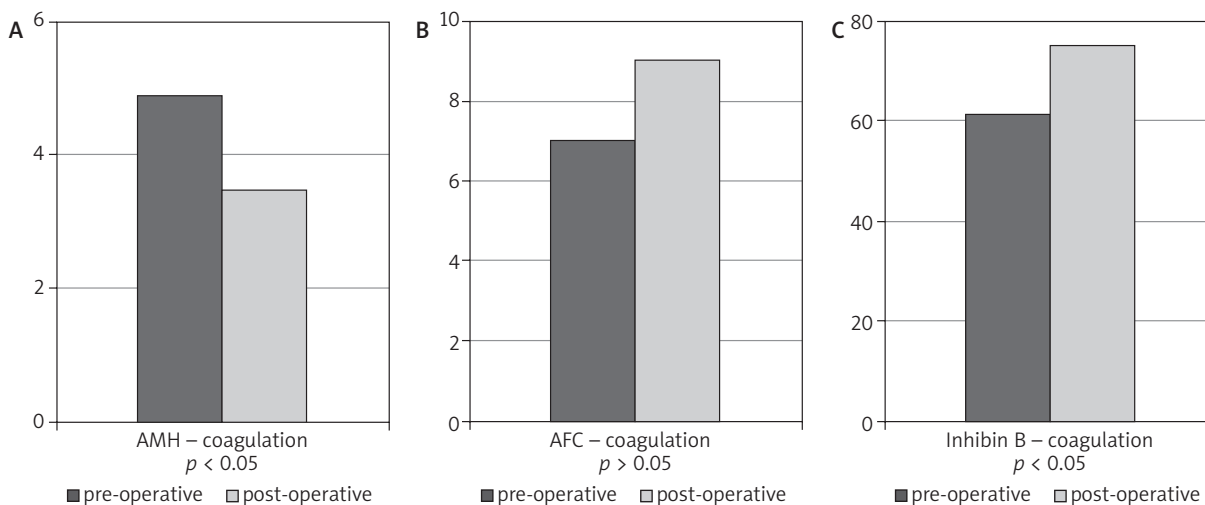 A
6
4
2
0
AMH – coagulation
p < 0.05
pre-operative post-operative
B
10
8
6
4
2
0
AFC – coagulation
p > 0.05
pre-operative post-operative
C
80
60
40
20
0
Inhibin B – coagulation
p < 0.05
pre-operative post-operative